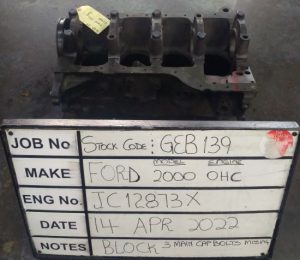 JOB No STOCK CODE: GEB139
MODEL ENGINE
MAKE FORD 2000 OHC
ENG No. JC12873X
DATE 14 APR 2022
NOTES BLOCK 3 MAIN CAP BOLTS MISSING